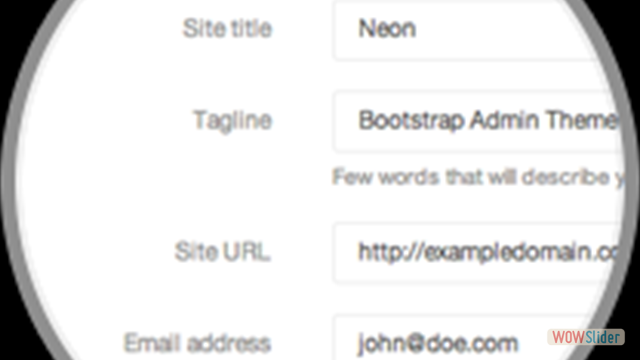 Site title Neon
Tagline Bootstrap Admin Theme
Few words that will describe
Site URL http://exampledomain.co
Email address john@doe.com
WOWSlider